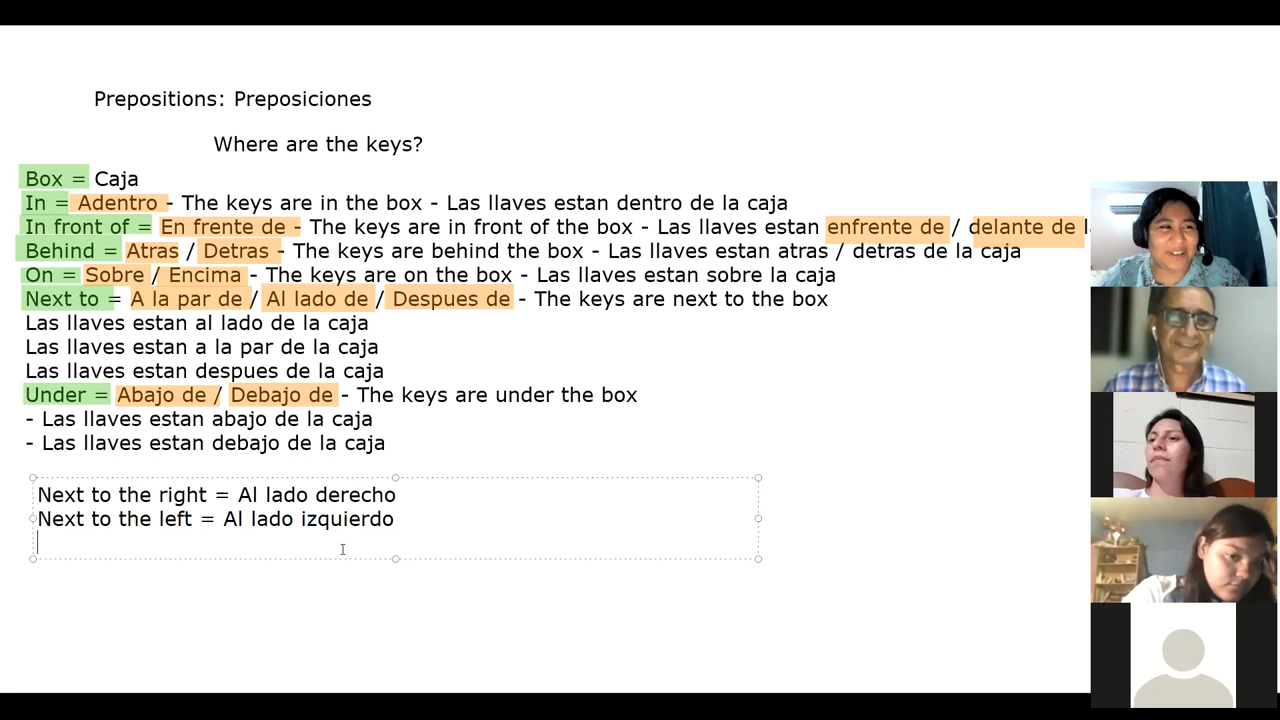 Prepositions: Preposiciones
Where are the keys?
Box = Caja
In = Adentro - The keys are in the box - Las llaves estan dentro de la caja
In front of = En frente de - The keys are in front of the box - Las llaves estan enfrente de / delante de
Behind = Atras / Detras - The keys are behind the box - Las llaves estan atras / detras de la caja
On = Sobre / Encima - The keys are on the box - Las llaves estan sobre la caja
Next to = A la par de / Al lado de / Despues de - The keys are next to the box
Las llaves estan al lado de la caja
Las llaves estan a la par de la caja
Las llaves estan despues de la caja
Under = Abajo de / Debajo de - The keys are under the box
- Las llaves estan abajo de la caja
- Las llaves estan debajo de la caja
Next to the right = Al lado derecho
Next to the left = Al lado izquierdo